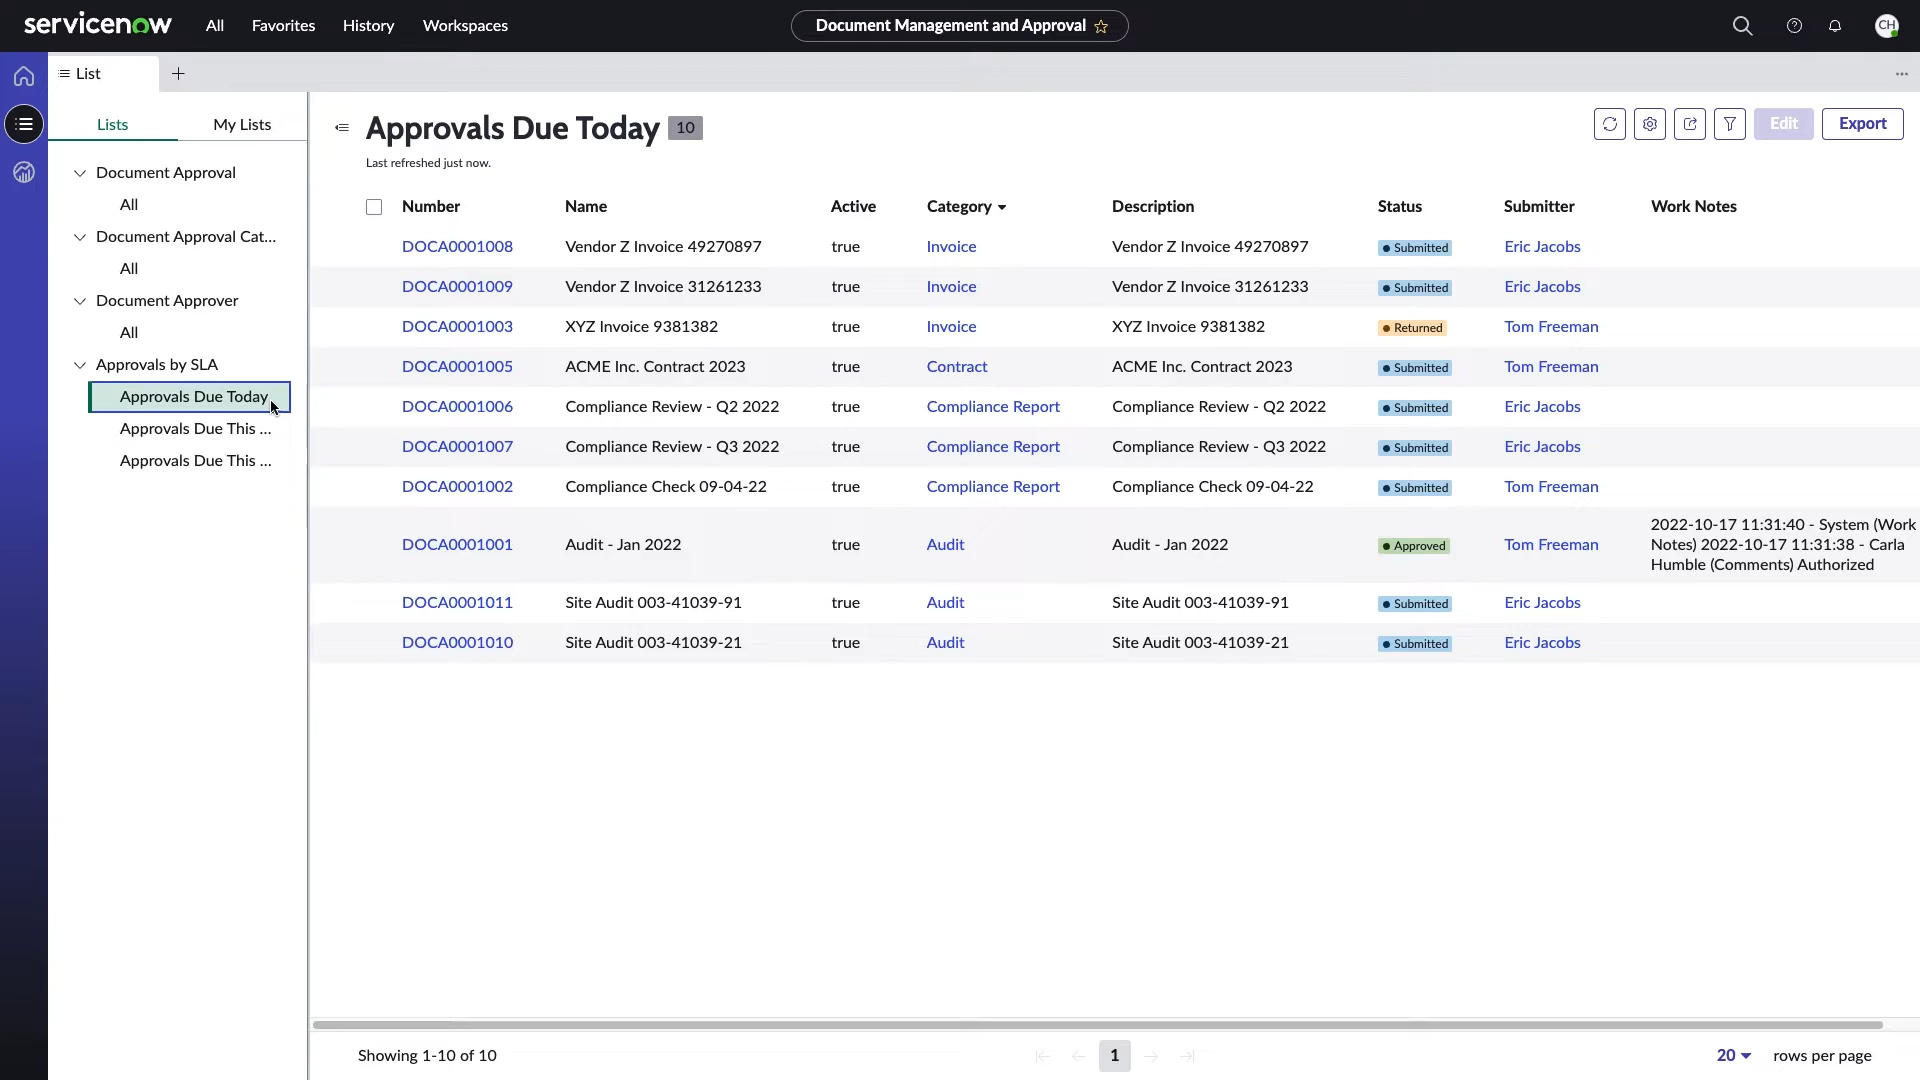 servicenow All Favorites History Workspaces Document Management and Approval CH
List
Lists My Lists
Document Approval
All
Document Approval Cat...
All
Document Approver
All
Approvals by SLA
Approvals Due Today
Approvals Due This ...
Approvals Due This ...
Approvals Due Today 10
Last refreshed just now.
Edit Export
Number Name Active Category Description Status Submitter Work Notes
DOCA0001008 Vendor Z Invoice 49270897 true Invoice Vendor Z Invoice 49270897 Submitted Eric Jacobs
DOCA0001009 Vendor Z Invoice 31261233 true Invoice Vendor Z Invoice 31261233 Submitted Eric Jacobs
DOCA0001003 XYZ Invoice 9381382 true Invoice XYZ Invoice 9381382 Returned Tom Freeman
DOCA0001005 ACME Inc. Contract 2023 true Contract ACME Inc. Contract 2023 Submitted Tom Freeman
DOCA0001006 Compliance Review - Q2 2022 true Compliance Report Compliance Review - Q2 2022 Submitted Eric Jacobs
DOCA0001007 Compliance Review - Q3 2022 true Compliance Report Compliance Review - Q3 2022 Submitted Eric Jacobs
DOCA0001002 Compliance Check 09-04-22 true Compliance Report Compliance Check 09-04-22 Submitted Tom Freeman
DOCA0001001 Audit - Jan 2022 true Audit Audit - Jan 2022 Approved Tom Freeman
2022-10-17 11:31:40 - System (Work
Notes) 2022-10-17 11:31:38 - Carla
Humble (Comments) Authorized
DOCA0001011 Site Audit 003-41039-91 true Audit Site Audit 003-41039-91 Submitted Eric Jacobs
DOCA0001010 Site Audit 003-41039-21 true Audit Site Audit 003-41039-21 Submitted Eric Jacobs
Showing 1-10 of 10 1 20 rows per page